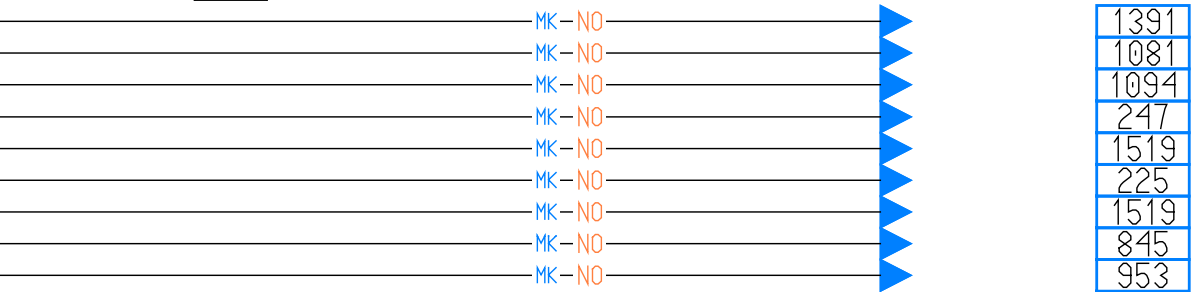 MK-NO 1391
MK-NO 1081
MK-NO 1094
MK-NO 247
MK-NO 1519
MK-NO 225
MK-NO 1519
MK-NO 845
MK-NO 953